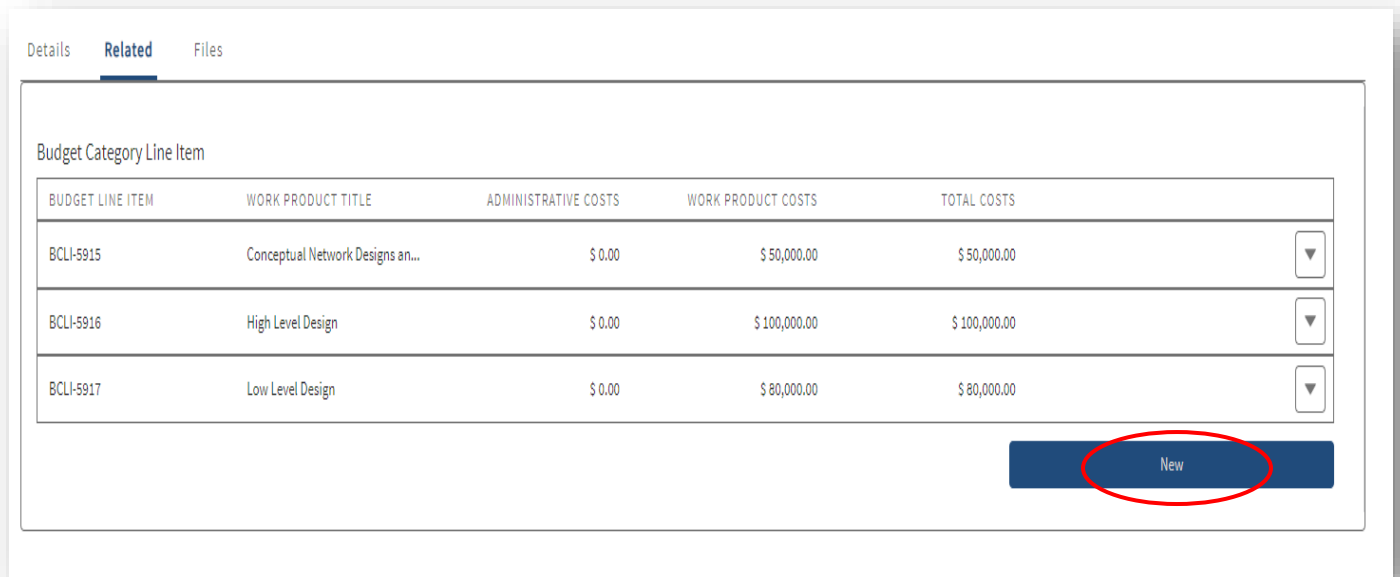 Details Related Files
Budget Category Line Item
BUDGET LINE ITEM WORK PRODUCT TITLE ADMINISTRATIVE COSTS WORK PRODUCT COSTS TOTAL COSTS
BCLI-5915 Conceptual Network Designs an... $ 0.00 $ 50,000.00 $ 50,000.00
BCLI-5916 High Level Design $ 0.00 $ 100,000.00 $ 100,000.00
BCLI-5917 Low Level Design $ 0.00 $ 80,000.00 $ 80,000.00
New